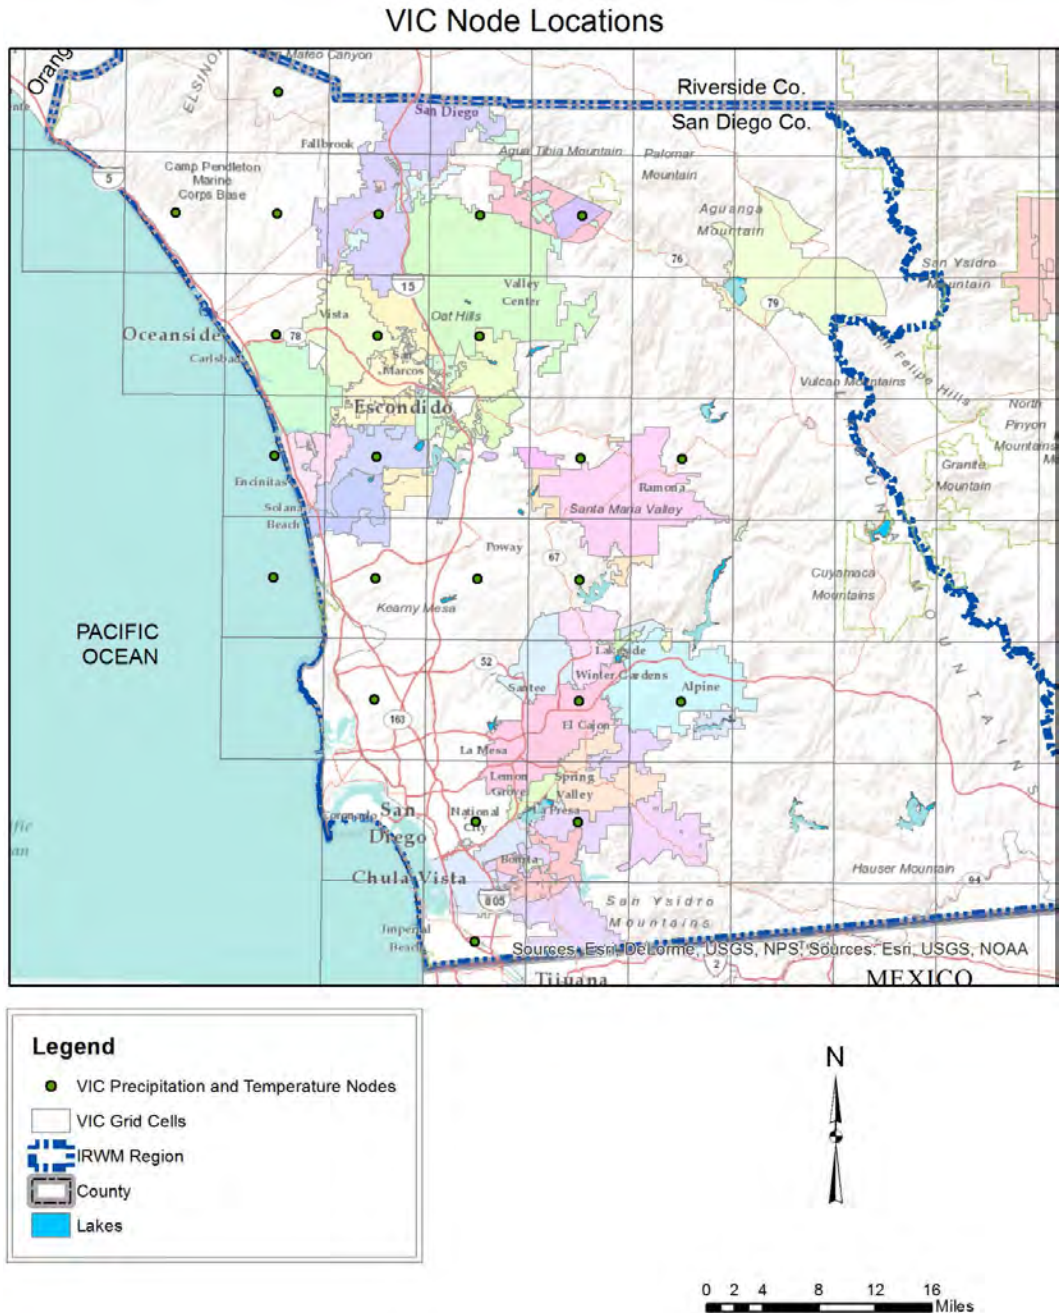 VIC Node Locations
Orang
ELSINO
Mateo Canyon
Riverside Co.
San Diego Co.
San Diego
Fallbrook
Agua Tibia Mountain
Palomar
Mountain
Camp Pendleton
Marine
Corps Base
5
Aguanga
Mountain
76
San Ysidro
Mountain
15
Valley
Center
79
Vista
Oat Hills
Oceanside
78
Carlsbad
San
Marcos
San Felipe Hills
Vulcan Mountains
Escondido
North
Pinyon
Mountains
Granite
Mountain
Encinitas
Ramona
Solana
Beach
Santa Maria Valley
Poway
67
Cuyamaca
Mountains
Kearny Mesa
PACIFIC
OCEAN
LAGUNA MOUNTAINS
52
Lakeside
Santee
Winter Gardens
Alpine
163
El Cajon
La Mesa
Lemon
Grove
Spring
Valley
Coronado
San
Diego
National
City
La Presa
Bonita
Hauser Mountain
94
Chula Vista
805
San Ysidro
Mountains
Imperial
Beach
Sources: Esri, DeLorme, USGS, NPS, Sources: Esri, USGS, NOAA
2
Tijuana
MEXICO
Legend
VIC Precipitation and Temperature Nodes
VIC Grid Cells
IRWM Region
County
Lakes
N
0 2 4 8 12 16
Miles